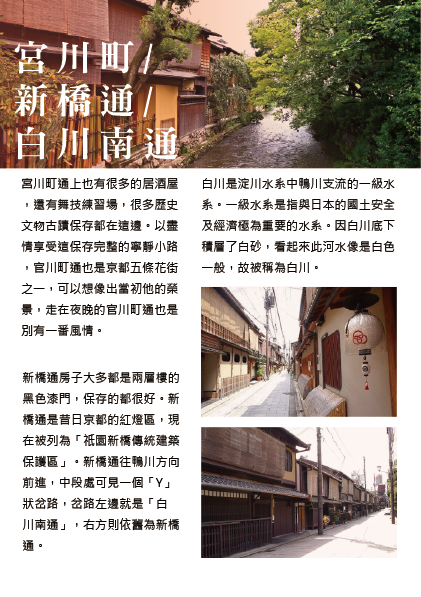 宮川町/
新橋通/
白川南通
宮川町通上也有很多的居酒屋
，還有舞技練習場，很多歷史
文物古蹟保存都在這邊。以盡
情享受這保存完整的寧靜小路
，官川町通也是京都五條花街
之一，可以想像出當初他的榮
景，走在夜晚的官川町通也是
別有一番風情。
新橋通房子大多都是兩層樓的
黑色漆門，保存的都很好。新
橋通是昔日京都的紅燈區，現
在被列為「祇園新橋傳統建築
保護區」。新橋通往鴨川方向
前進，中段處可見一個「Y」
狀岔路，岔路左邊就是「白
川南通」，右方則依舊為新橋
通。
白川是淀川水系中鴨川支流的一級水
系。一級水系是指與日本的國土安全
及經濟極為重要的水系。因白川底下
積層了白砂，看起來此河水像是白色
一般，故被稱為白川。